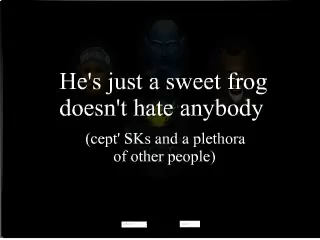 He's just a sweet frog
doesn't hate anybody
(cept' SKs and a plethora
of other people)